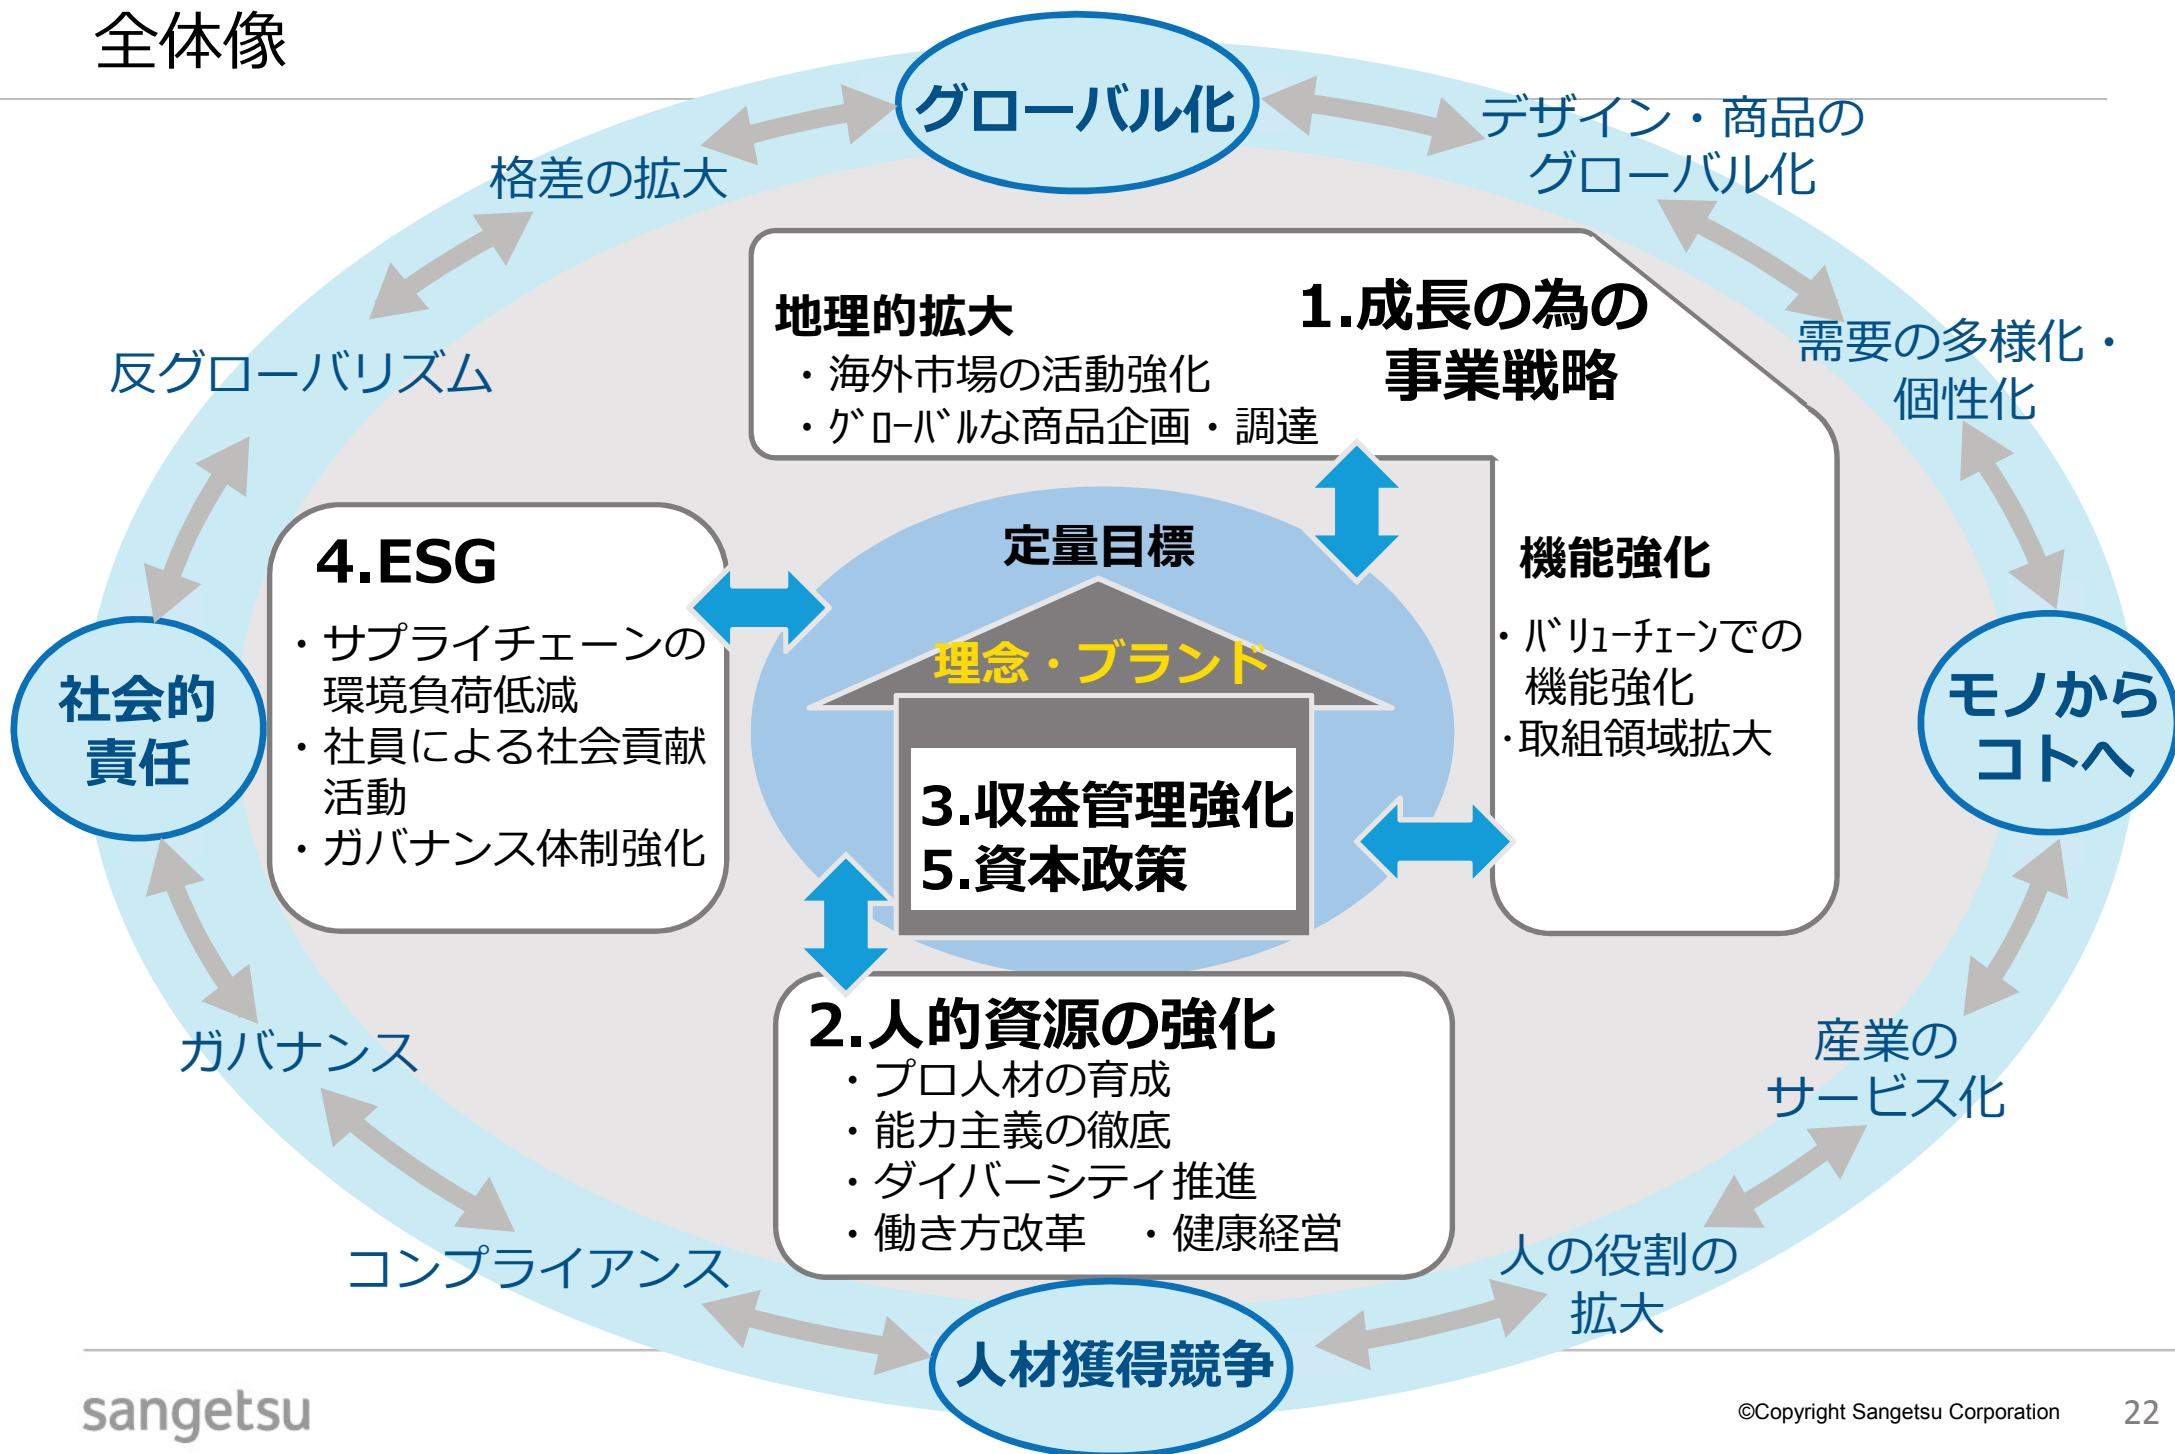 全体像
グローバル化
デザイン・商品の
グローバル化
格差の拡大
需要の多様化・
個性化
反グローバリズム
1.成長の為の
事業戦略
地理的拡大
・海外市場の活動強化
・ｸﾞﾛｰﾊﾞﾙな商品企画・調達
機能強化
・ﾊﾞﾘｭｰﾁｪｰﾝでの
機能強化
・取組領域拡大
定量目標
理念・ブランド
3.収益管理強化
5.資本政策
4.ESG
・サプライチェーンの
環境負荷低減
・社員による社会貢献
活動
・ガバナンス体制強化
社会的
責任
モノから
コトへ
2.人的資源の強化
・プロ人材の育成
・能力主義の徹底
・ダイバーシティ推進
・働き方改革　・健康経営
ガバナンス
産業の
サービス化
コンプライアンス
人の役割の
拡大
人材獲得競争
sangetsu
©Copyright Sangetsu Corporation
22